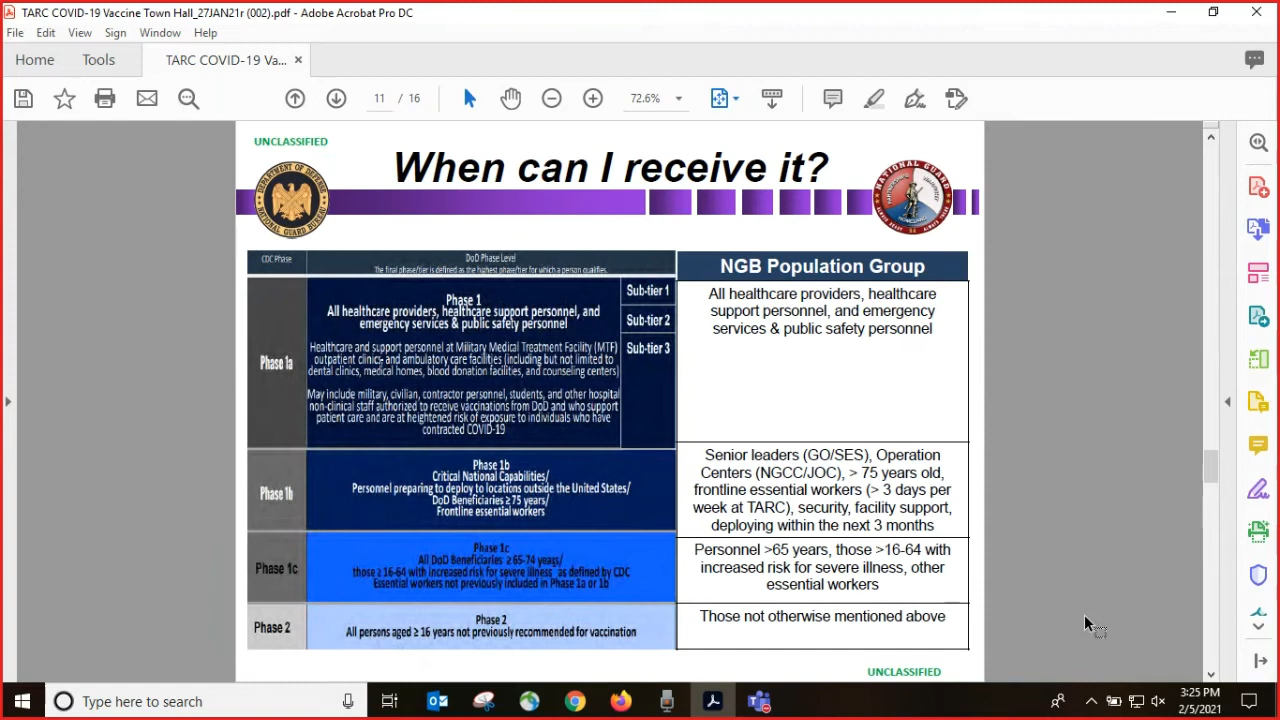 TARC COVID-19 Vaccine Town Hall_27JAN21r (002).pdf - Adobe Acrobat Pro DC
File Edit View Sign Window Help
Home Tools TARC COVID-19 Va... ×
11 / 16 72.6%
UNCLASSIFIED
When can I receive it?
DEPARTMENT OF DEFENSE
NATIONAL GUARD BUREAU
NATIONAL GUARD
CDC Phase
DoD Phase Level
The final phase/tier is defined as the highest phase/tier for which a person qualifies.
NGB Population Group
Phase 1a
Phase 1
All healthcare providers, healthcare support personnel, and
emergency services & public safety personnel
Healthcare and support personnel at Military Medical Treatment Facility (MTF)
outpatient clinics and ambulatory care facilities (including but not limited to
dental clinics, medical homes, blood donation facilities, and counseling centers)
May include military, civilian, contractor personnel, students, and other hospital
non-clinical staff authorized to receive vaccinations from DoD and who support
patient care and are at heightened risk of exposure to individuals who have
contracted COVID-19
Sub-tier 1
Sub-tier 2
Sub-tier 3
All healthcare providers, healthcare
support personnel, and emergency
services & public safety personnel
Phase 1b
Phase 1b
Critical National Capabilities/
Personnel preparing to deploy to locations outside the United States/
DoD Beneficiaries ≥75 years/
Frontline essential workers
Senior leaders (GO/SES), Operation
Centers (NGCC/JOC), > 75 years old,
frontline essential workers (> 3 days per
week at TARC), security, facility support,
deploying within the next 3 months
Phase 1c
Phase 1c
All DoD Beneficiaries ≥65-74 years/
those ≥ 16-64 with increased risk for severe illness as defined by CDC
Essential workers not previously included in Phase 1a or 1b
Personnel >65 years, those >16-64 with
increased risk for severe illness, other
essential workers
Phase 2
Phase 2
All persons aged ≥ 16 years not previously recommended for vaccination
Those not otherwise mentioned above
UNCLASSIFIED
Type here to search
3:25 PM
2/5/2021